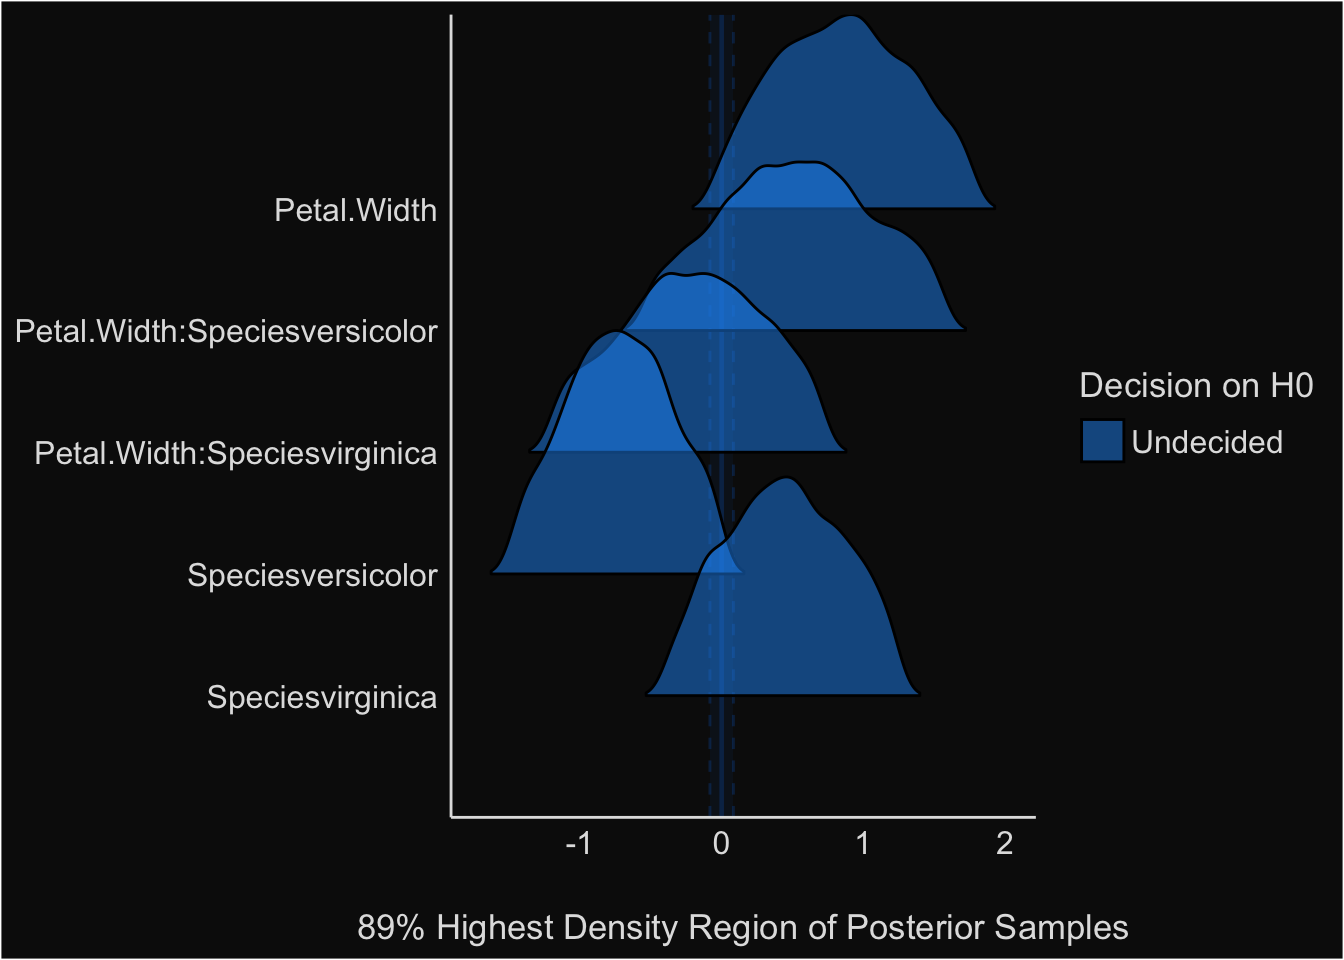 Petal.Width
Petal.Width:Speciesversicolor
Petal.Width:Speciesvirginica
Speciesversicolor
Speciesvirginica
-1 0 1 2
89% Highest Density Region of Posterior Samples
Decision on H0
Undecided